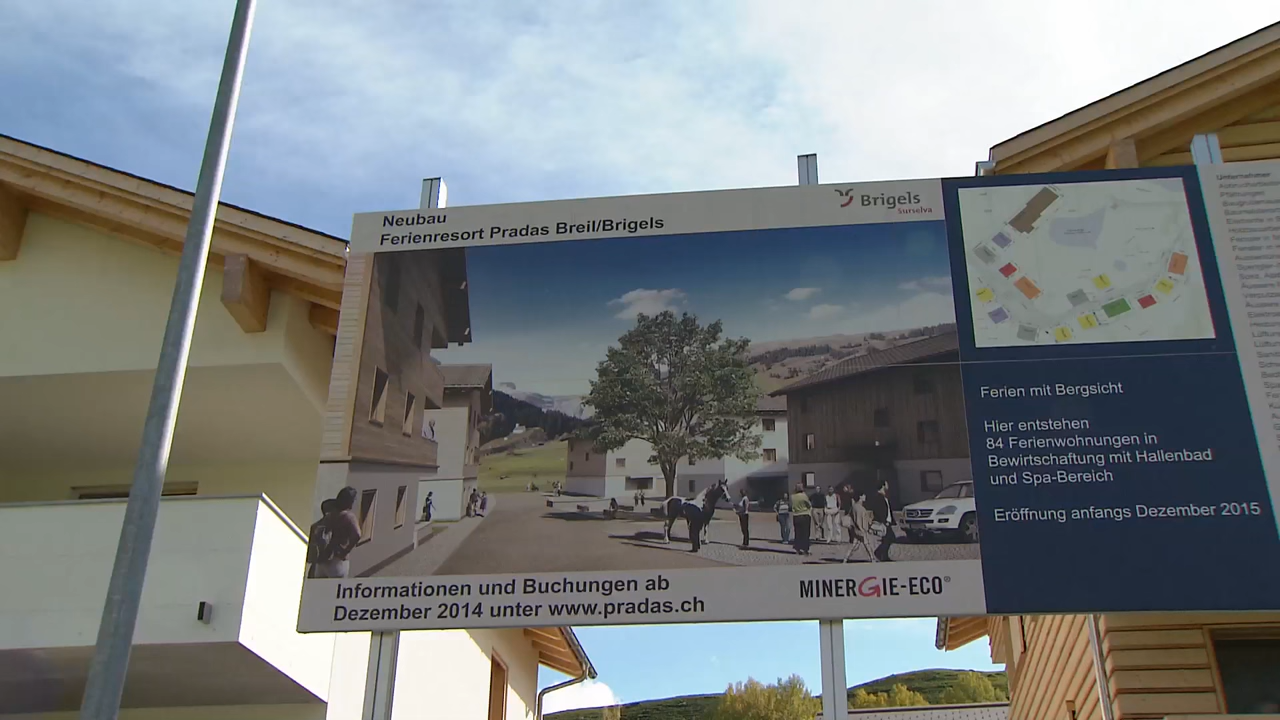 Neubau
Ferienresort Pradas Breil/Brigels
Brigels
Surselva
Informationen und Buchungen ab
Dezember 2014 unter www.pradas.ch
MINERGIE-ECO®
Ferien mit Bergsicht
Hier entstehen
84 Ferienwohnungen in
Bewirtschaftung mit Hallenbad
und Spa-Bereich
Eröffnung anfangs Dezember 2015
Unternehmer